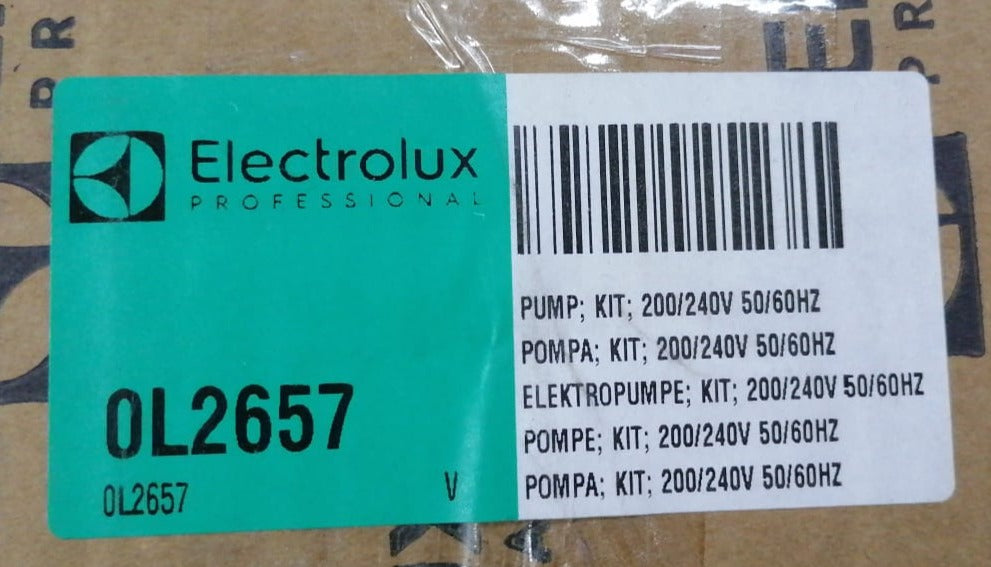 Electrolux
PROFESSIONAL
0L2657
0L2657 V
PUMP; KIT; 200/240V 50/60HZ
POMPA; KIT; 200/240V 50/60HZ
ELEKTROPUMPE; KIT; 200/240V 50/60HZ
POMPE; KIT; 200/240V 50/60HZ
POMPA; KIT; 200/240V 50/60HZ